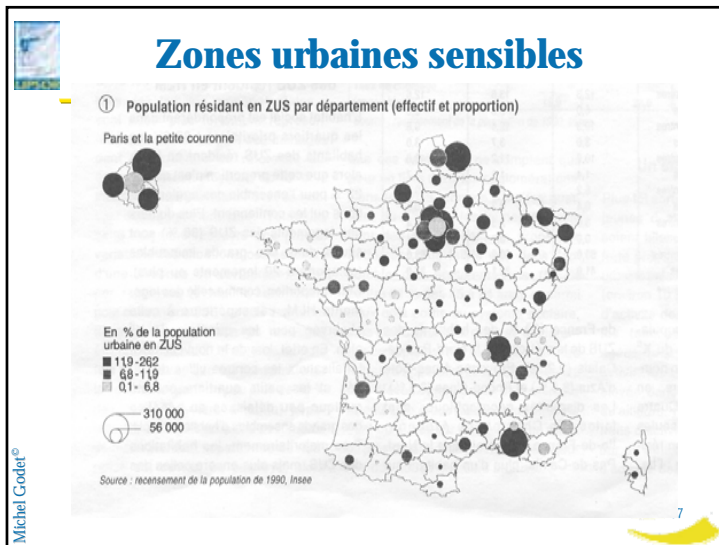 Zones urbaines sensibles
① Population résidant en ZUS par département (effectif et proportion)
Paris et la petite couronne
En % de la population
urbaine en ZUS
11,9 - 26,2
6,8 - 11,9
0,1 - 6,8
310 000
56 000
Source : recensement de la population de 1990, Insee
Michel Godet©
7